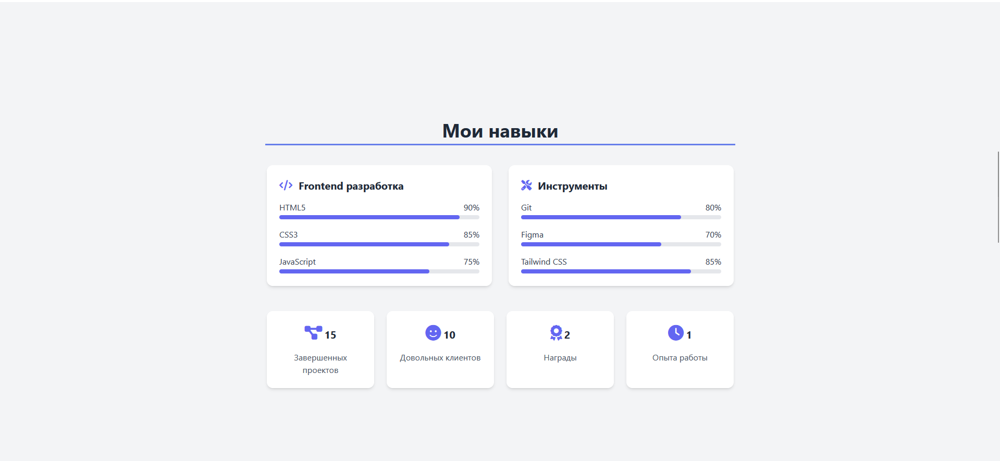 Мои навыки
Frontend разработка
HTML5 90%
CSS3 85%
JavaScript 75%
Инструменты
Git 80%
Figma 70%
Tailwind CSS 85%
15
Завершенных
проектов
10
Довольных клиентов
2
Награды
1
Опыта работы